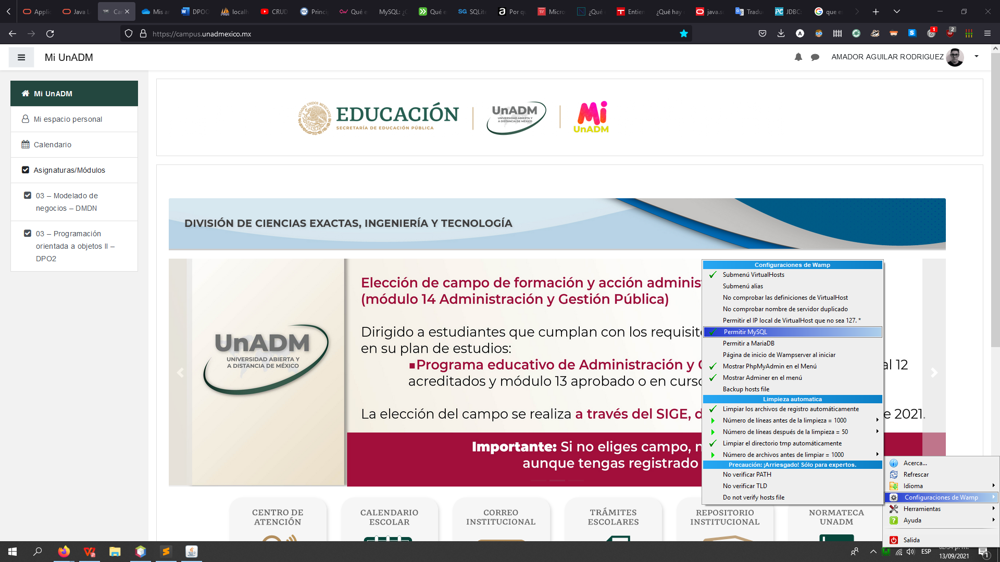 Applic
Java L
Can
Mis ar
DPOO
localh
CRUD
Princi
Qué e
MySQL: ¿C
Qué e
SQLite
Por qu
Micro
¿Qué
Entien
¿Qué hay
java.sc
Tradu
JDBC:
que es
https://campus.unadmexico.mx
1
2
Mi UnADM
AMADOR AGUILAR RODRIGUEZ
Mi UnADM
Mi espacio personal
Calendario
Asignaturas/Módulos
03 – Modelado de
negocios – DMDN
03 – Programación
orientada a objetos II –
DPO2
ESTADOS UNIDOS MEXICANOS
EDUCACIÓN
SECRETARÍA DE EDUCACIÓN PÚBLICA
UnADM
UNIVERSIDAD ABIERTA Y
A DISTANCIA DE MÉXICO
Mi
UnADM
DIVISIÓN DE CIENCIAS EXACTAS, INGENIERÍA Y TECNOLOGÍA
UnADM
UNIVERSIDAD ABIERTA Y
A DISTANCIA DE MÉXICO
Elección de campo de formación y acción adminis
(módulo 14 Administración y Gestión Pública)
Dirigido a estudiantes que cumplan con los requisit
en su plan de estudios:
▪Programa educativo de Administración y al 12
acreditados y módulo 13 aprobado o en curso
La elección del campo se realiza a través del SIGE, d e 2021.
Importante: Si no eliges campo, n
aunque tengas registrado
Configuraciones de Wamp
Submenú VirtualHosts
Submenú alias
No comprobar las definiciones de VirtualHost
No comprobar nombre de servidor duplicado
Permitir el IP local de VirtualHost que no sea 127. *
Permitir MySQL
Permitir a MariaDB
Página de inicio de Wampserver al iniciar
Mostrar PhpMyAdmin en el Menú
Mostrar Adminer en el menú
Backup hosts file
Limpieza automatica
Limpiar los archivos de registro automáticamente
Número de líneas antes de la limpieza = 1000
Número de líneas después de la limpieza = 50
Limpiar el directorio tmp automáticamente
Número de archivos antes de limpiar = 1000
Precaución: ¡Arriesgado! Sólo para expertos.
No verificar PATH
No verificar TLD
Do not verify hosts file
Acerca...
Refrescar
Idioma
Configuraciones de Wamp
Herramientas
Ayuda
Salida
CENTRO DE
ATENCIÓN
CALENDARIO
ESCOLAR
CORREO
INSTITUCIONAL
TRÁMITES
ESCOLARES
REPOSITORIO
INSTITUCIONAL
NORMATECA
UNADM
ESP
13/09/2021
1